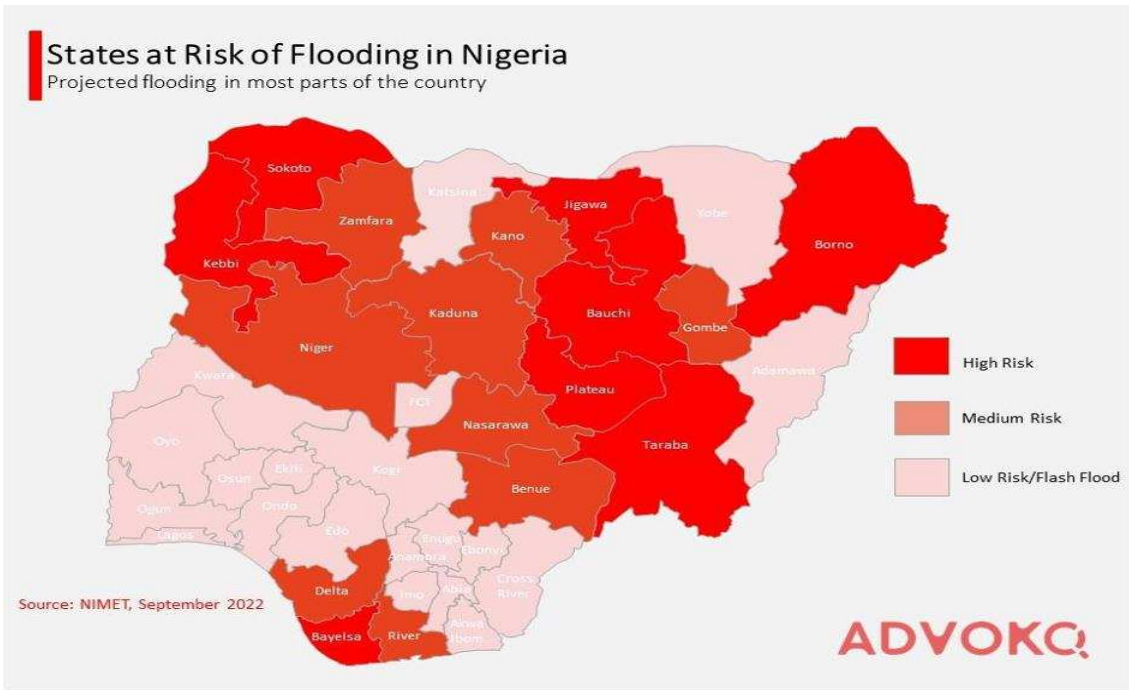 States at Risk of Flooding in Nigeria
Projected flooding in most parts of the country
Sokoto
Katsina
Zamfara
Jigawa
Yobe
Kano
Borno
Kebbi
Kaduna
Bauchi
Gombe
Niger
High Risk
Kwara
Adamawa
Plateau
FCT
Medium Risk
Nasarawa
Oyo
Taraba
Kogi
Ekiti
Osun
Low Risk/Flash Flood
Benue
Ogun
Ondo
Edo
Lagos
Enugu
Ebonyi
Anambra
Cross
River
Delta
Imo
Abia
Source: NIMET, September 2022
Akwa
Ibom
Bayelsa
River
ADVOKC